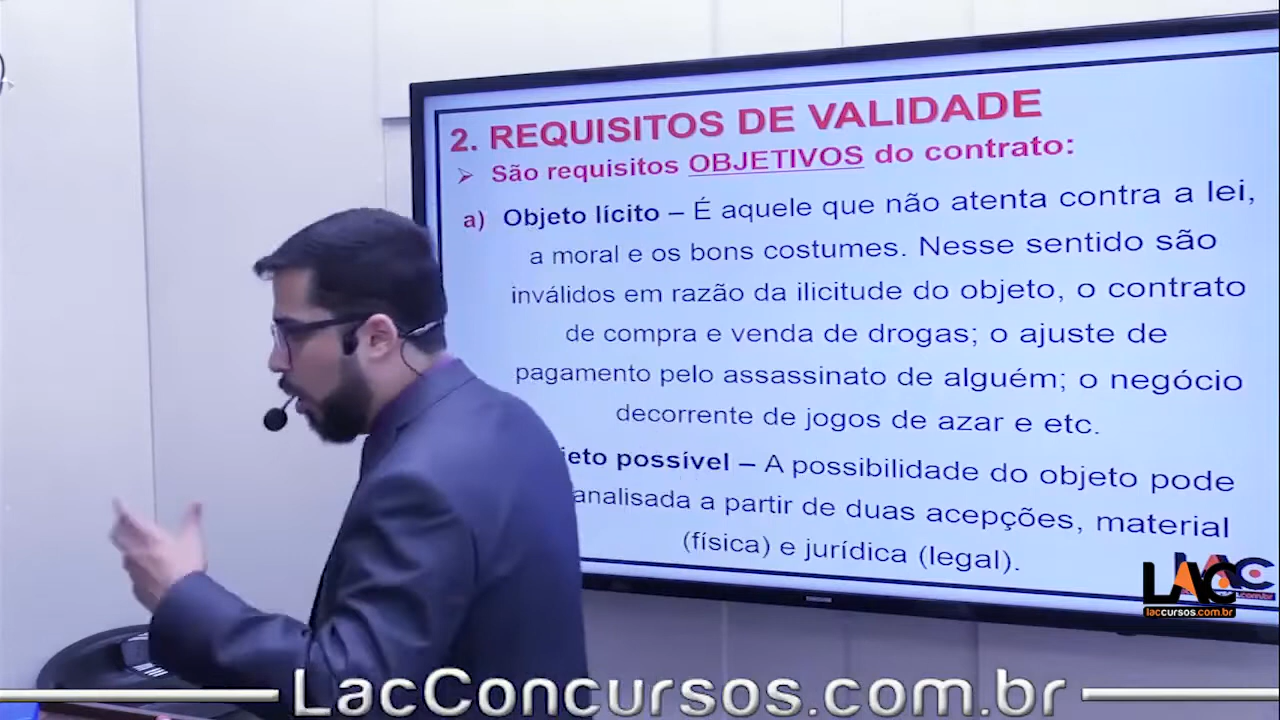 2. REQUISITOS DE VALIDADE
São requisitos OBJETIVOS do contrato:
a) Objeto lícito – É aquele que não atenta contra a lei,
a moral e os bons costumes. Nesse sentido são
inválidos em razão da ilicitude do objeto, o contrato
de compra e venda de drogas; o ajuste de
pagamento pelo assassinato de alguém; o negócio
decorrente de jogos de azar e etc.
possível – A possibilidade do objeto pode
analisada a partir de duas acepções, material
(física) e jurídica (legal).
LAC
laccursos.com.br
LacConcursos.com.br